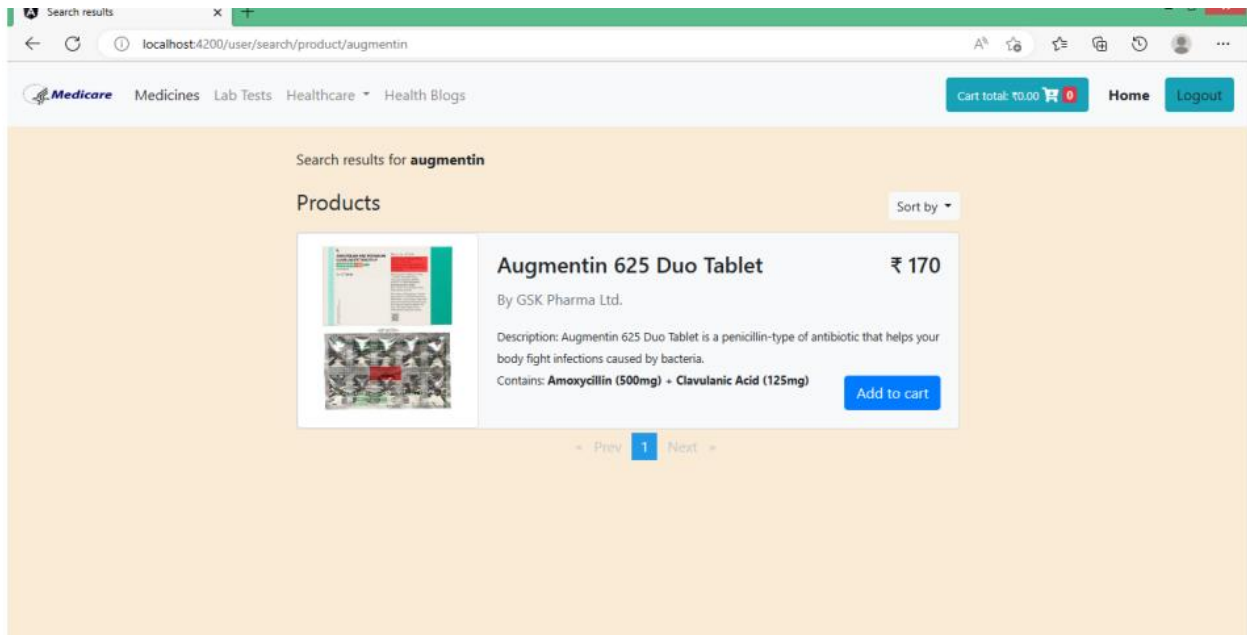 Search results
localhost:4200/user/search/product/augmentin
Medicare Medicines Lab Tests Healthcare Health Blogs Cart total: ₹0.00 0 Home Logout
Search results for augmentin
Products
Sort by
Augmentin 625 Duo Tablet ₹ 170
By GSK Pharma Ltd.
Description: Augmentin 625 Duo Tablet is a penicillin-type of antibiotic that helps your
body fight infections caused by bacteria.
Contains: Amoxycillin (500mg) + Clavulanic Acid (125mg)
Add to cart
« Prev 1 Next »